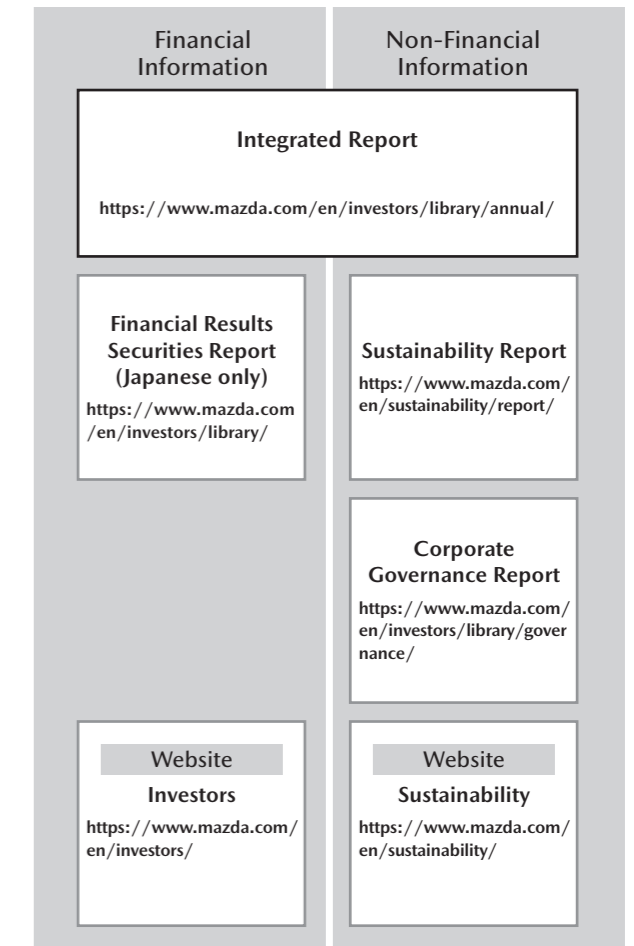 Financial
Information
Non-Financial
Information
Integrated Report
https://www.mazda.com/en/investors/library/annual/
Financial Results
Securities Report
(Japanese only)
https://www.mazda.com
/en/investors/library/
Sustainability Report
https://www.mazda.com/
en/sustainability/report/
Corporate
Governance Report
https://www.mazda.com/
en/investors/library/gover
nance/
Website
Investors
https://www.mazda.com/
en/investors/
Website
Sustainability
https://www.mazda.com/
en/sustainability/